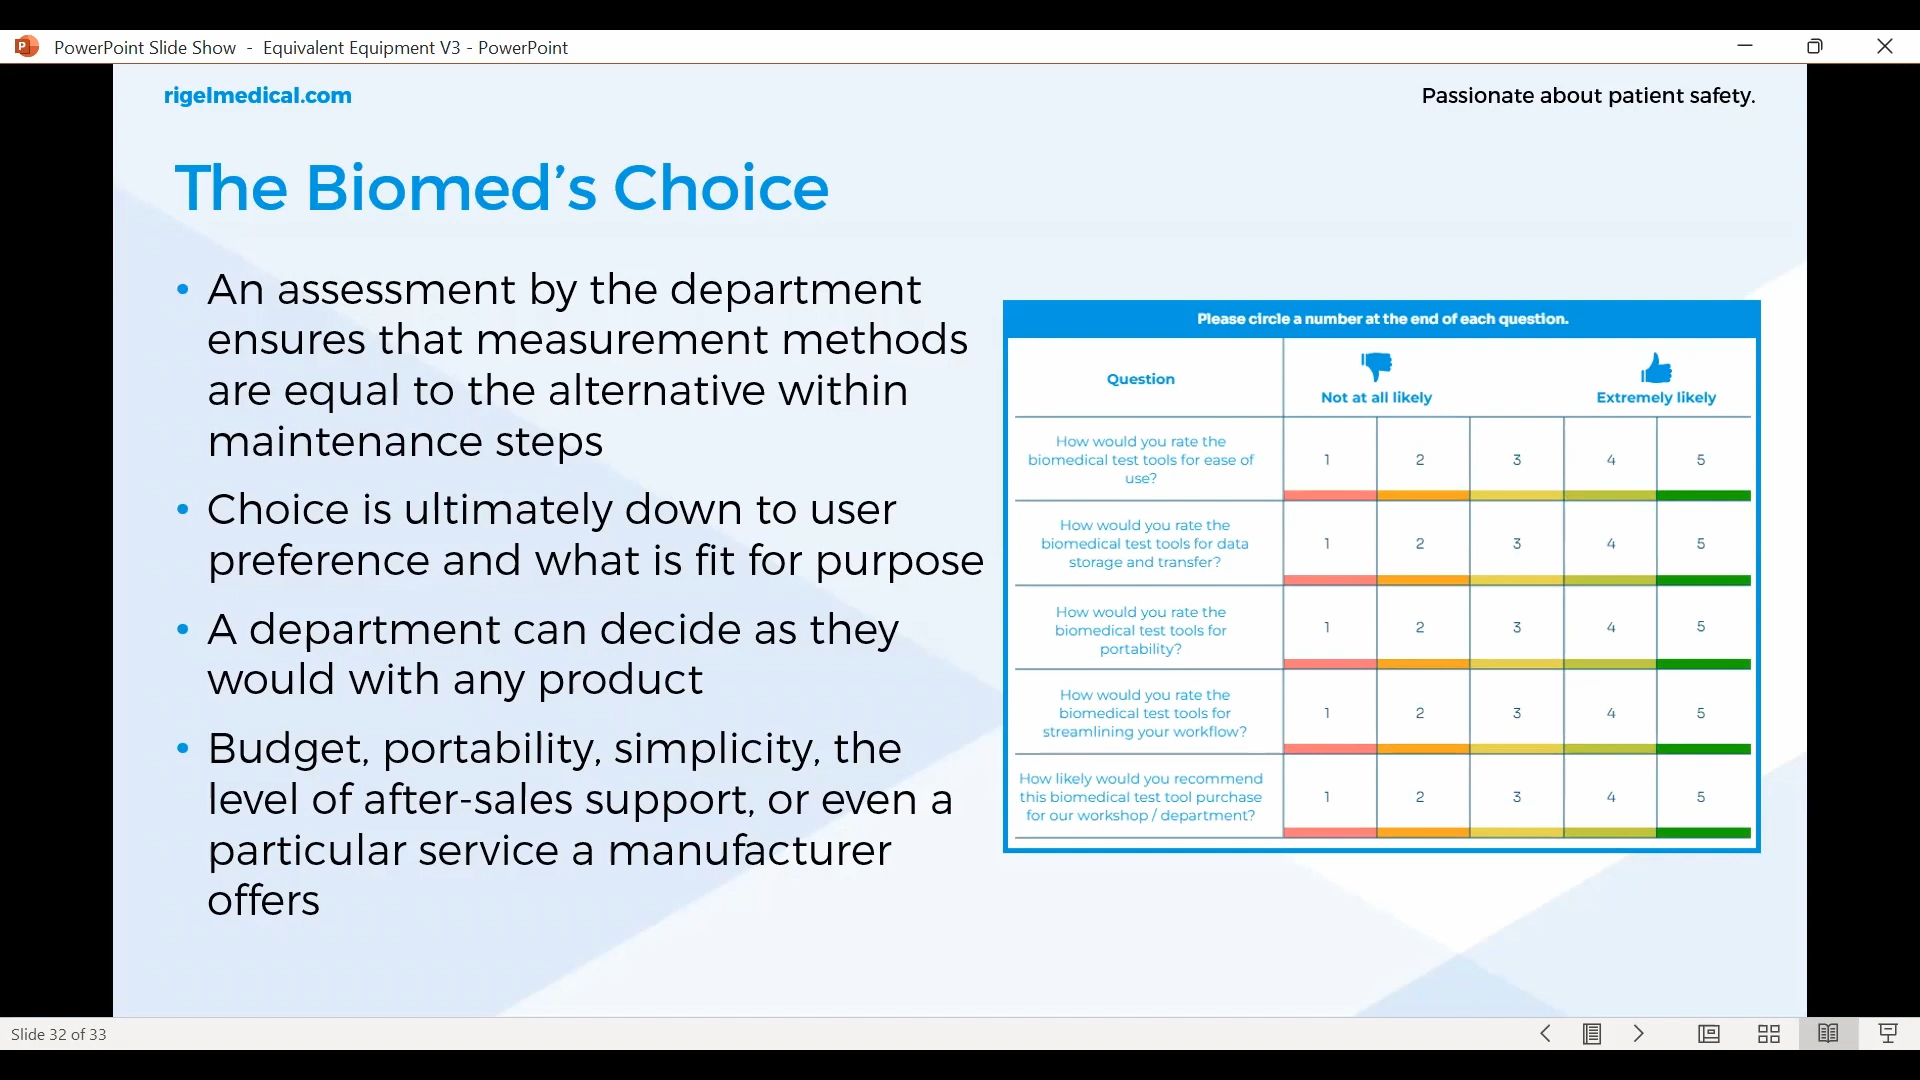 PowerPoint Slide Show - Equivalent Equipment V3 - PowerPoint
rigelmedical.com
Passionate about patient safety.
The Biomed’s Choice
• An assessment by the department
ensures that measurement methods
are equal to the alternative within
maintenance steps
• Choice is ultimately down to user
preference and what is fit for purpose
• A department can decide as they
would with any product
• Budget, portability, simplicity, the
level of after-sales support, or even a
particular service a manufacturer
offers
Please circle a number at the end of each question.
Question
Not at all likely
Extremely likely
How would you rate the
biomedical test tools for ease of
use?
1 2 3 4 5
How would you rate the
biomedical test tools for data
storage and transfer?
1 2 3 4 5
How would you rate the
biomedical test tools for
portability?
1 2 3 4 5
How would you rate the
biomedical test tools for
streamlining your workflow?
1 2 3 4 5
How likely would you recommend
this biomedical test tool purchase
for our workshop / department?
1 2 3 4 5
Slide 32 of 33